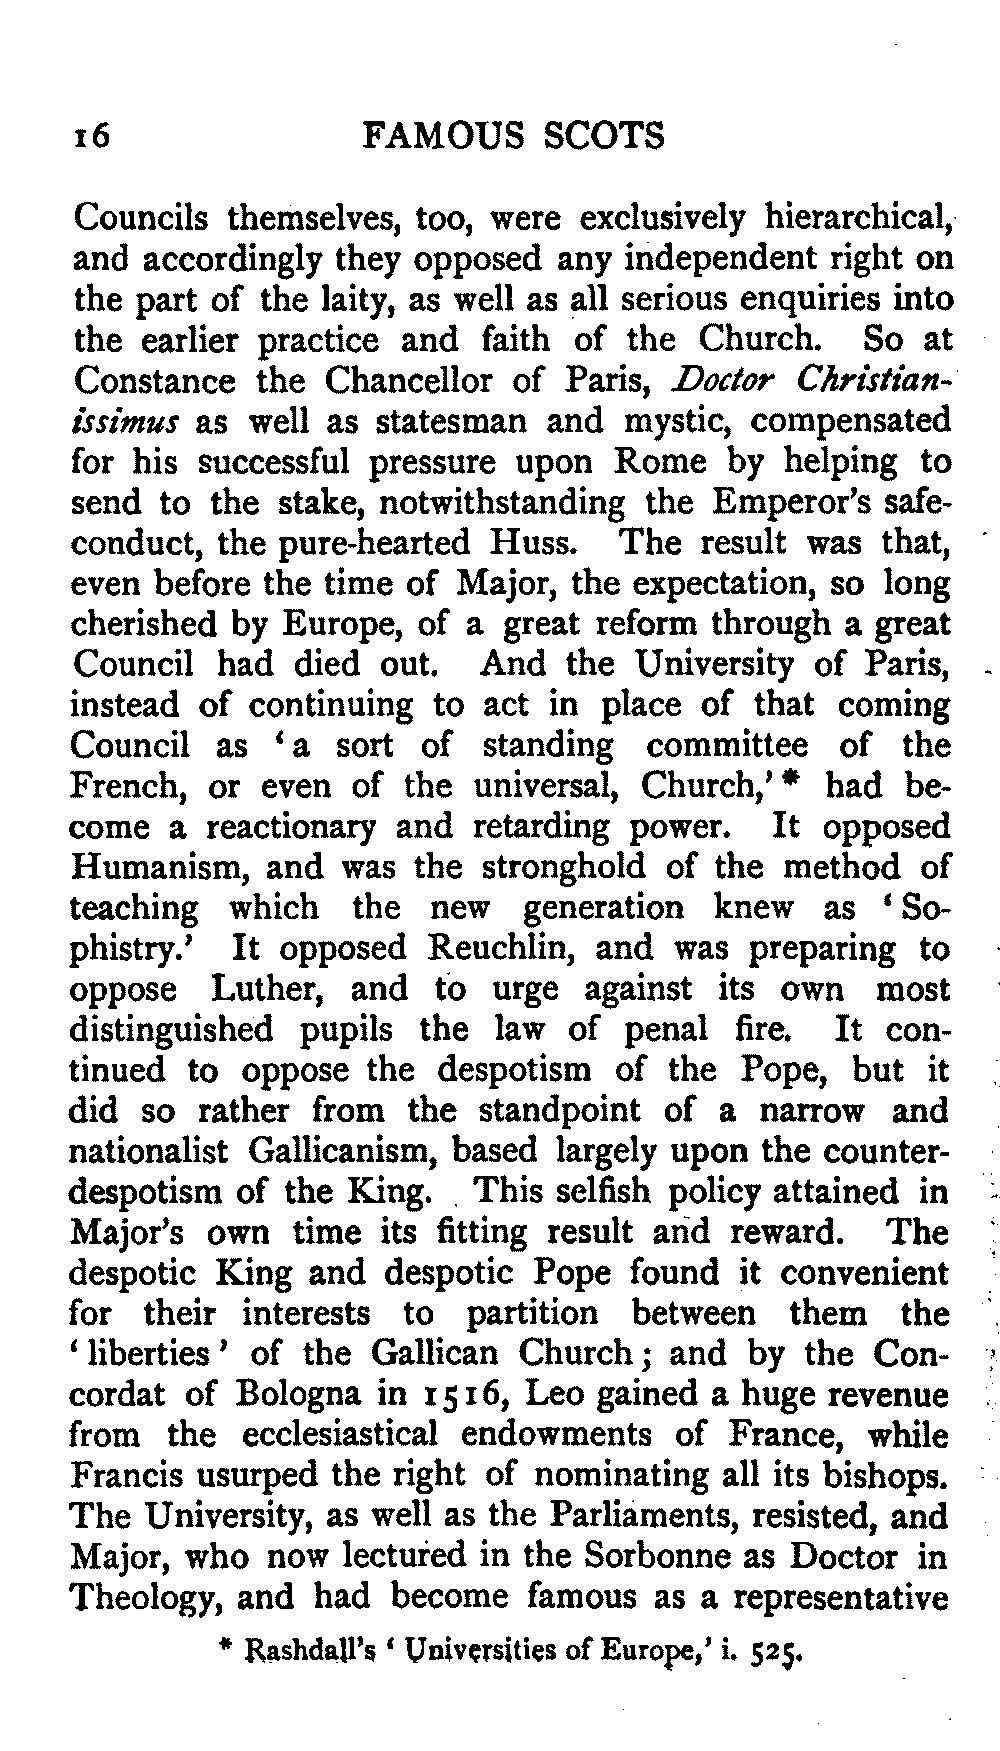 16 FAMOUS SCOTS
Councils themselves, too, were exclusively hierarchical,
and accordingly they opposed any independent right on
the part of the laity, as well as all serious enquiries into
the earlier practice and faith of the Church. So at
Constance the Chancellor of Paris, Doctor Christian-
issimus as well as statesman and mystic, compensated
for his successful pressure upon Rome by helping to
send to the stake, notwithstanding the Emperor's safe-
conduct, the pure-hearted Huss. The result was that,
even before the time of Major, the expectation, so long
cherished by Europe, of a great reform through a great
Council had died out. And the University of Paris,
instead of continuing to act in place of that coming
Council as ‘a sort of standing committee of the
French, or even of the universal, Church,’* had be-
come a reactionary and retarding power. It opposed
Humanism, and was the stronghold of the method of
teaching which the new generation knew as ‘So-
phistry.’ It opposed Reuchlin, and was preparing to
oppose Luther, and to urge against its own most
distinguished pupils the law of penal fire. It con-
tinued to oppose the despotism of the Pope, but it
did so rather from the standpoint of a narrow and
nationalist Gallicanism, based largely upon the counter-
despotism of the King. This selfish policy attained in
Major's own time its fitting result and reward. The
despotic King and despotic Pope found it convenient
for their interests to partition between them the
‘liberties’ of the Gallican Church; and by the Con-
cordat of Bologna in 1516, Leo gained a huge revenue
from the ecclesiastical endowments of France, while
Francis usurped the right of nominating all its bishops.
The University, as well as the Parliaments, resisted, and
Major, who now lectured in the Sorbonne as Doctor in
Theology, and had become famous as a representative
* Rashdall's ‘Universities of Europe,’ i. 525.